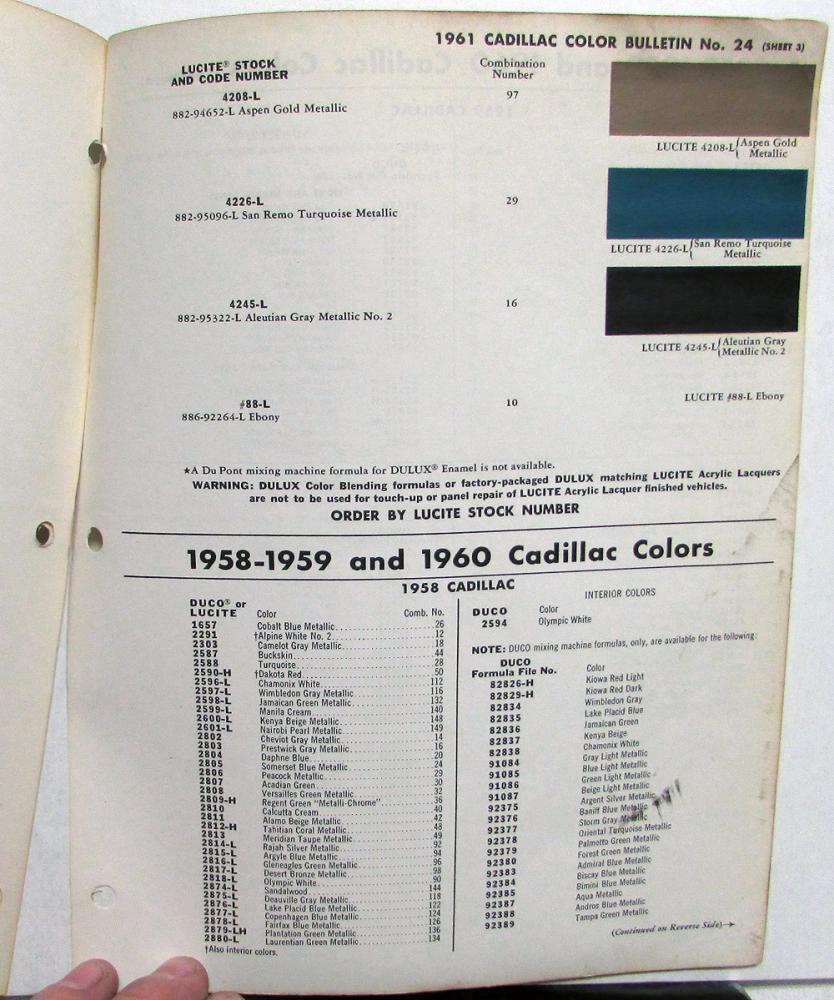 1961 CADILLAC COLOR BULLETIN No. 24 (SHEET 3)
LUCITE® STOCK
AND CODE NUMBER
Combination
Number
4208-L
882-94652-L Aspen Gold Metallic
97
LUCITE 4208-L{Aspen Gold
Metallic
4226-L
882-95096-L San Remo Turquoise Metallic
29
LUCITE 4226-L{San Remo Turquoise
Metallic
4245-L
882-95322-L Aleutian Gray Metallic No. 2
16
LUCITE 4245-L{Aleutian Gray
Metallic No. 2
#88-L
886-92264-L Ebony
10
LUCITE #88-L Ebony
★A Du Pont mixing machine formula for DULUX® Enamel is not available.
WARNING: DULUX Color Blending formulas or factory-packaged DULUX matching LUCITE Acrylic Lacquers
are not to be used for touch-up or panel repair of LUCITE Acrylic Lacquer finished vehicles.
ORDER BY LUCITE STOCK NUMBER
1958-1959 and 1960 Cadillac Colors
1958 CADILLAC
DUCO® or
LUCITE Color Comb. No.
1657 Cobalt Blue Metallic 26
2291 †Alpine White No. 2 12
2303 Camelot Gray Metallic 18
2587 Buckskin 44
2588 Turquoise 28
2590-H †Dakota Red 50
2596-L Chamonix White 112
2597-L Wimbledon Gray Metallic 116
2598-L Jamaican Green Metallic 132
2599-L Manila Cream 140
2600-L Kenya Beige Metallic 148
2601-L Nairobi Pearl Metallic 149
2802 Cheviot Gray Metallic 14
2803 Prestwick Gray Metallic 16
2804 Daphne Blue 20
2805 Somerset Blue Metallic 24
2806 Peacock Metallic 29
2807 Acadian Green 30
2808 Versailles Green Metallic 32
2809-H Regent Green "Metalli-Chrome" 36
2810 Calcutta Cream 40
2811 Alamo Beige Metallic 42
2812-H Tahitian Coral Metallic 48
2813 Meridian Taupe Metallic 49
2814-L Rajah Silver Metallic 92
2815-L Argyle Blue Metallic 94
2816-L Gleneagles Green Metallic 96
2817-L Desert Bronze Metallic 98
2818-L Olympic White 90
2874-L Sandalwood 144
2875-L Deauville Gray Metallic 118
2876-L Lake Placid Blue Metallic 122
2877-L Copenhagen Blue Metallic 124
2878-L Fairfax Blue Metallic 126
2879-LH Plantation Green Metallic 136
2880-L Laurentian Green Metallic 134
†Also interior colors.
INTERIOR COLORS
DUCO Color
2594 Olympic White
NOTE: DUCO mixing machine formulas, only, are available for the following:
DUCO
Formula File No. Color
82826-H Kiowa Red Light
82829-H Kiowa Red Dark
82834 Wimbledon Gray
82835 Lake Placid Blue
82836 Jamaican Green
82837 Kenya Beige
82838 Chamonix White
91084 Gray Light Metallic
91085 Blue Light Metallic
91086 Green Light Metallic
91087 Beige Light Metallic
92375 Argent Silver Metallic
92376 Baniff Blue Metallic
92377 Storm Gray Metallic
92378 Oriental Turquoise Metallic
92379 Palmetto Green Metallic
92380 Forest Green Metallic
92383 Admiral Blue Metallic
92384 Biscay Blue Metallic
92385 Bimini Blue Metallic
92387 Aqua Metallic
92388 Andros Blue Metallic
92389 Tampa Green Metallic
(Continued on Reverse Side)→